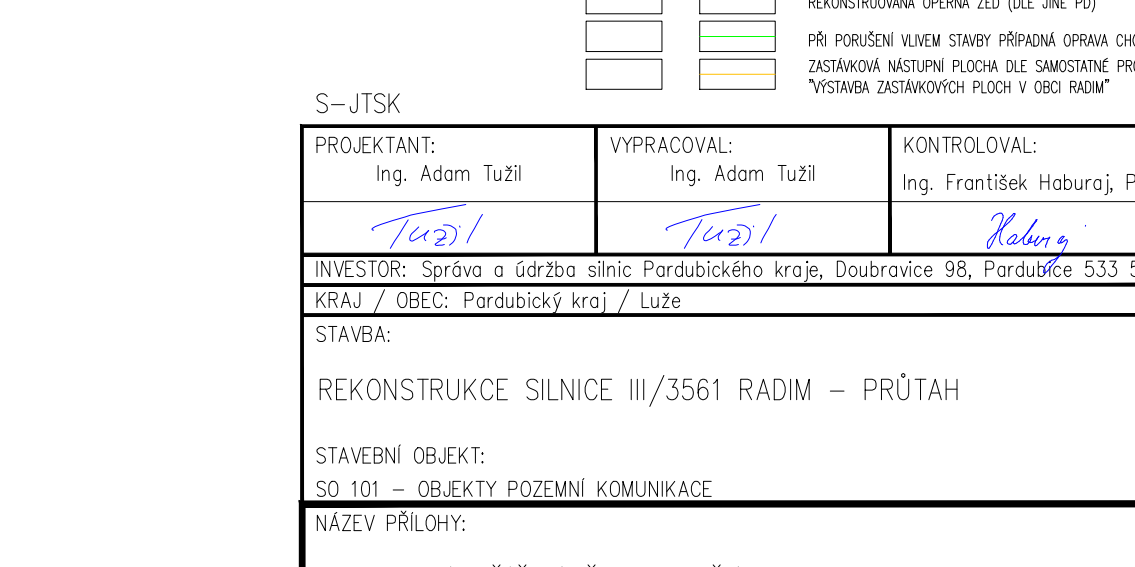 REKONSTRUOVANÁ OPĚRNÁ ZEĎ (DLE JINÉ PD)
PŘI PORUŠENÍ VLIVEM STAVBY PŘÍPADNÁ OPRAVA
ZASTÁVKOVÁ NÁSTUPNÍ PLOCHA DLE SAMOSTATNÉ
"VÝSTAVBA ZASTÁVKOVÝCH PLOCH V OBCI RADIM"
S-JTSK
PROJEKTANT: VYPRACOVAL: KONTROLOVAL:
Ing. Adam Tužil Ing. Adam Tužil Ing. František Haburaj, P
Tužil Tužil Haburaj
INVESTOR: Správa a údržba silnic Pardubického kraje, Doubravice 98, Pardubice 533 5
KRAJ / OBEC: Pardubický kraj / Luže
STAVBA:
REKONSTRUKCE SILNICE III/3561 RADIM – PRŮTAH
STAVEBNÍ OBJEKT:
SO 101 – OBJEKTY POZEMNÍ KOMUNIKACE
NÁZEV PŘÍLOHY: